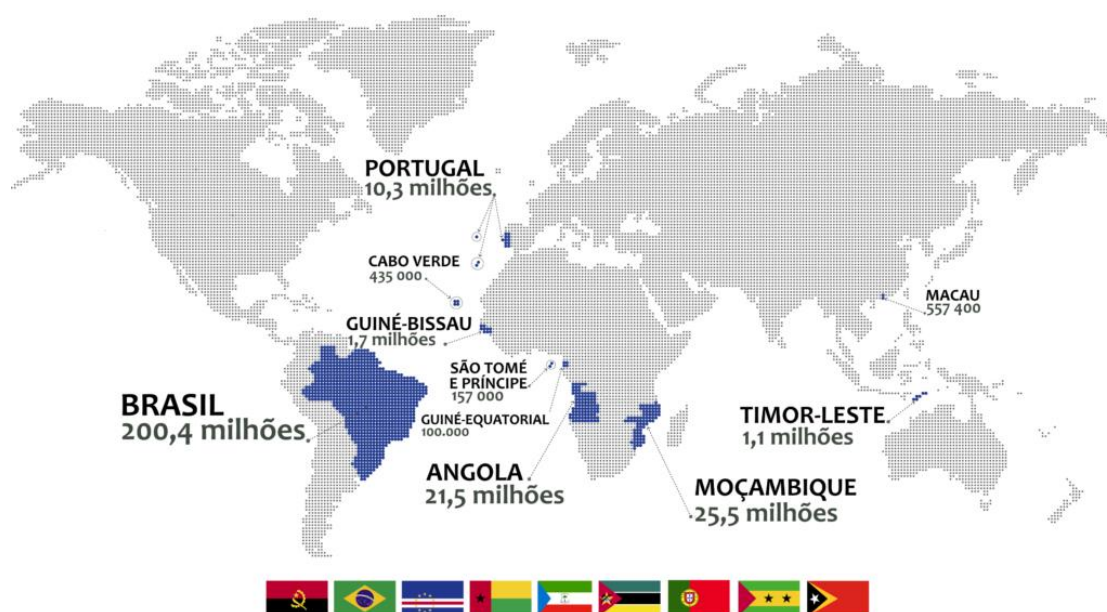 PORTUGAL
10,3 milhões
CABO VERDE
435 000
GUINÉ-BISSAU
1,7 milhões
MACAU
557 400
SÃO TOMÉ
E PRÍNCIPE
157 000
BRASIL
200,4 milhões
GUINÉ-EQUATORIAL
100.000
TIMOR-LESTE
1,1 milhões
ANGOLA
21,5 milhões
MOÇAMBIQUE
25,5 milhões